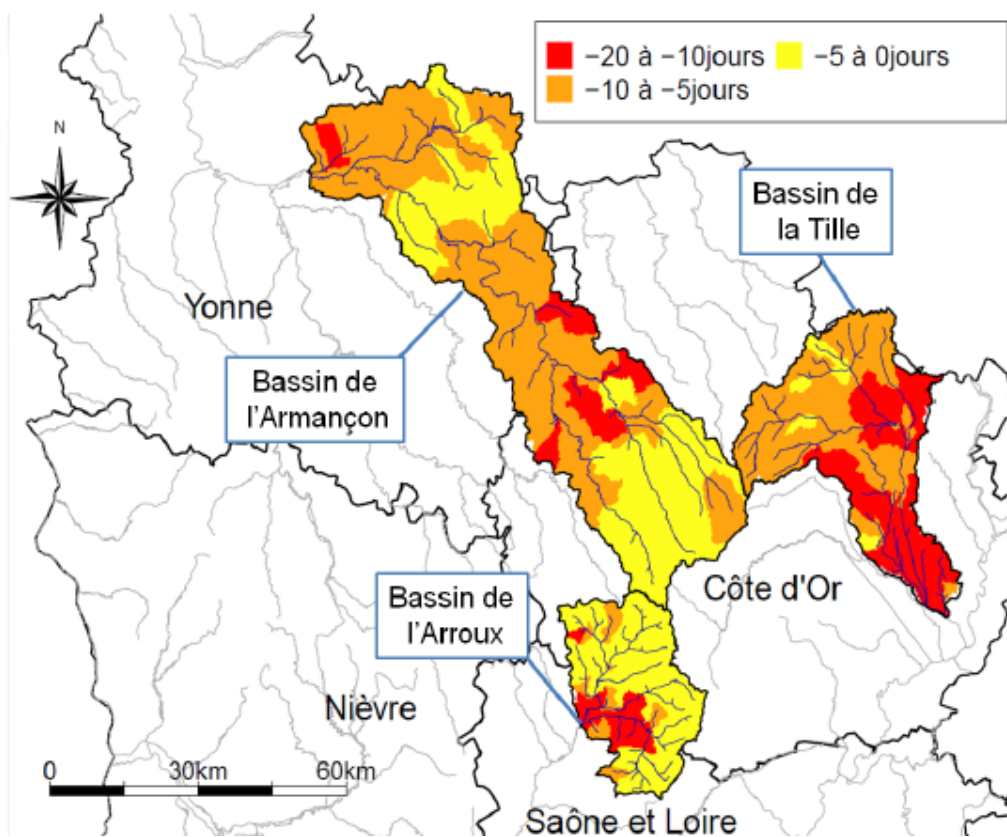 −20 à −10jours
−5 à 0jours
−10 à −5jours
N
Bassin de
la Tille
Yonne
Bassin de
l'Armançon
Côte d'Or
Bassin de
l'Arroux
Nièvre
0
30km
60km
Saône et Loire